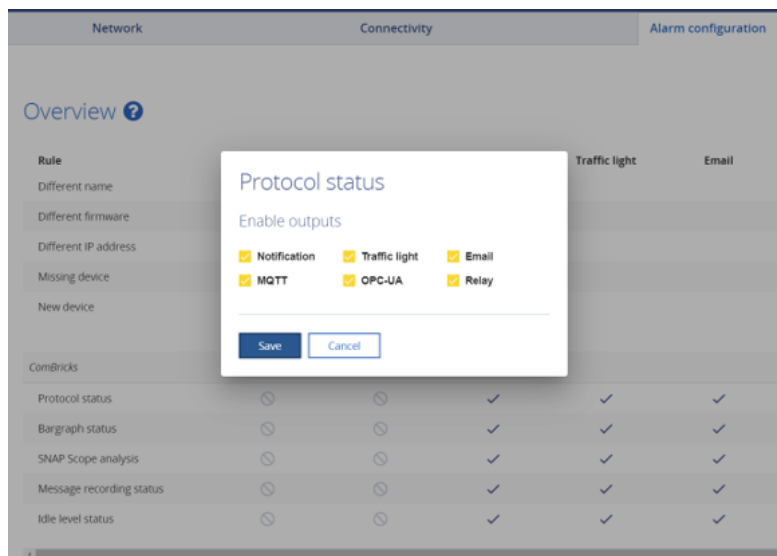 Network Connectivity Alarm configuration
Overview ?
Rule Traffic light Email
Different name
Different firmware
Different IP address
Missing device
New device
Protocol status
Enable outputs
Notification Traffic light Email
MQTT OPC-UA Relay
Save Cancel
ComBricks
Protocol status
Bargraph status
SNAP Scope analysis
Message recording status
Idle level status